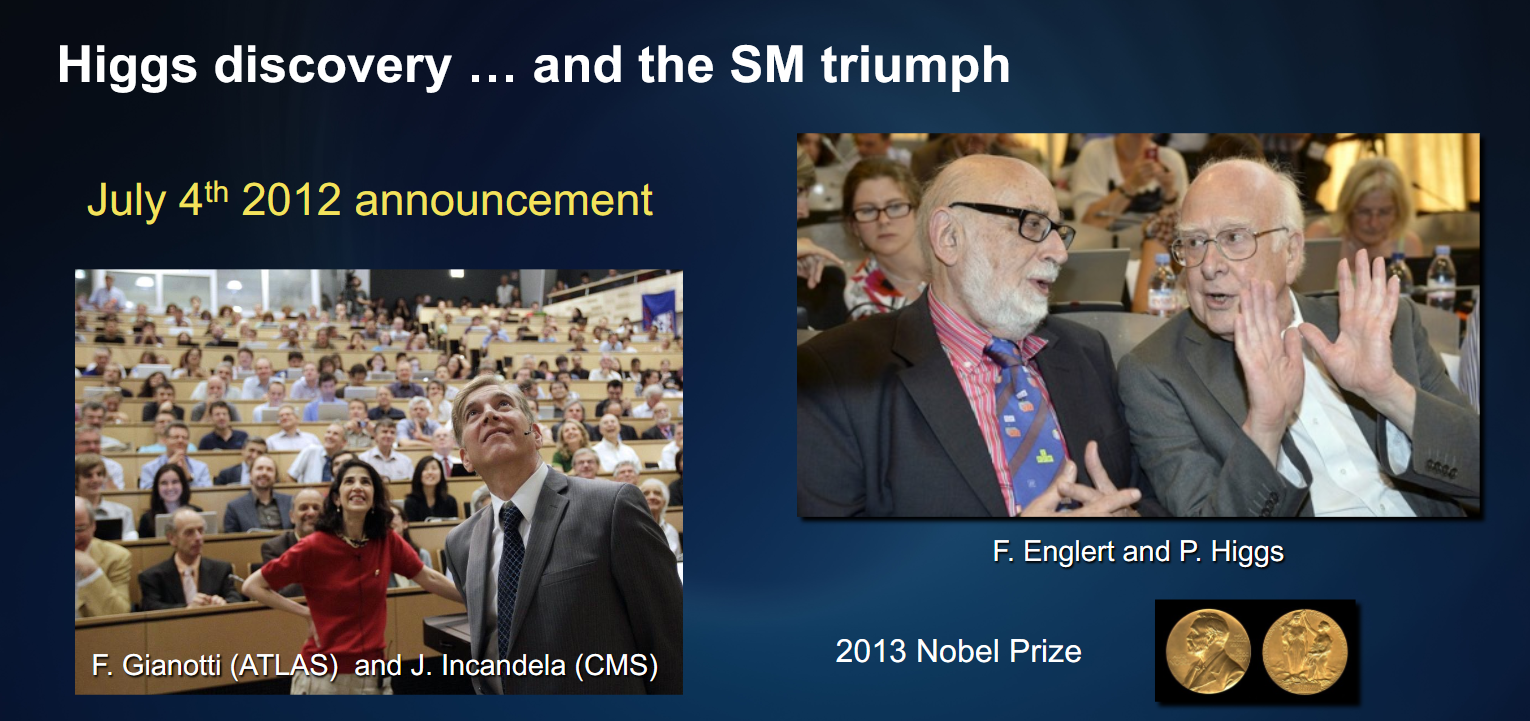 Higgs discovery … and the SM triumph
July 4th 2012 announcement
F. Gianotti (ATLAS) and J. Incandela (CMS)
F. Englert and P. Higgs
2013 Nobel Prize